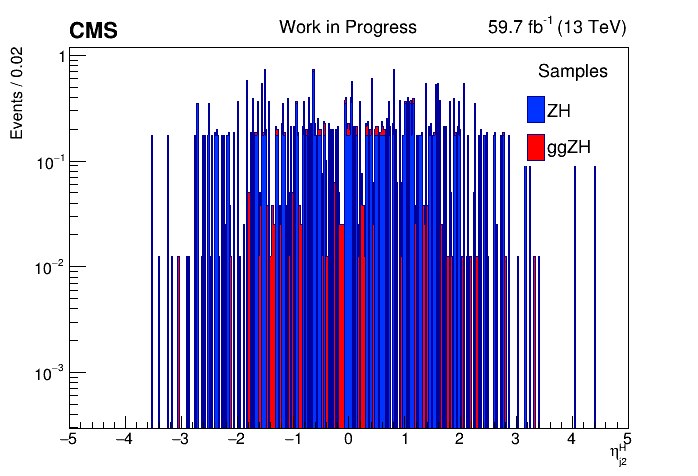 CMS Work in Progress 59.7 fb⁻¹ (13 TeV)
Events / 0.02
Samples
ZH
ggZH
1
10⁻¹
10⁻²
10⁻³
−5 −4 −3 −2 −1 0 1 2 3 4 5
η_j2^H